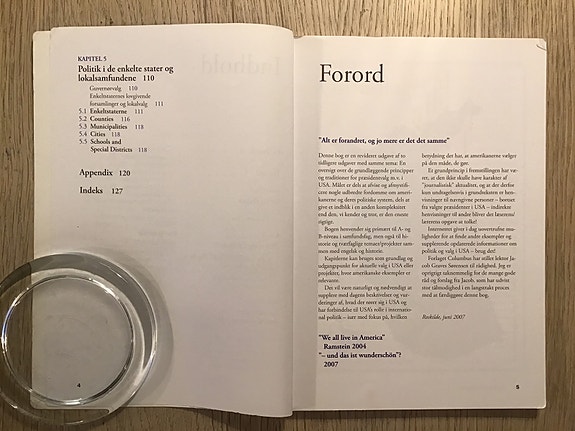 KAPITEL 5
Politik i de enkelte stater og
lokalsamfundene 110
Guvernørvalg 110
Enkeltstaternes lovgivende
forsamlinger og lokalvalg 111
5.1 Enkeltstaterne 111
5.2 Counties 116
5.3 Municipalities 118
5.4 Cities 118
5.5 Schools and
Special Districts 118
Appendix 120
Indeks 127
4
Forord
"Alt er forandret, og jo mere er det det samme"
Denne bog er en revideret udgave af to
tidligere udgaver med samme tema: En
oversigt over de grundlæggende principper
og traditioner for præsidentvalg m.v. i
USA. Målet er dels at afvise og afmystifi-
cere nogle udbredte fordomme om ameri-
kanerne og deres politiske system, dels at
give et indblik i en anden kompleksitet
end den, vi kender og tror, er den eneste
rigtige.
Bogen henvender sig primært til A- og
B-niveau i samfundsfag, men også til hi-
storie og tværfaglige temaer/projekter sam-
men med engelsk og historie.
Kapitlerne kan bruges som grundlag og
udgangspunkt for aktuelle valg i USA eller
projekter, hvor amerikanske eksempler er
relevante.
Det vil være naturligt og nødvendigt at
supplere med dagens beskrivelser og vur-
deringer af, hvad der rører sig i USA og
har forbindelse til USA's rolle i internatio-
nal politik – især med fokus på, hvilken
betydning det har, at amerikanerne vælger
på den måde, de gør.
Et grundprincip i fremstillingen har væ-
ret, at den ikke skulle have karakter af
"journalistisk" aktualitet, og at der derfor
kun undtagelsesvis i grundteksten er hen-
visninger til navngivne personer – bortset
fra valgte præsidenter i USA – indirekte
henvisninger til andre bliver det læserens/
lærerens opgave at tolke!
Internettet giver i dag uovertrufne mu-
ligheder for at finde andre eksempler og
supplerende opdaterede informationer om
politik og valg i USA – brug det!
Forlaget Columbus har stillet lektor Ja-
cob Graves Sørensen til rådighed. Jeg er
oprigtigt taknemmelig for de mange gode
råd og forslag fra Jacob, som har udvist
stor tålmodighed i en langstrakt proces
med at færdiggøre denne bog.
Roskilde, juni 2007
"We all live in America"
Ramstein 2004
"– und das ist wunderschön"?
2007
5